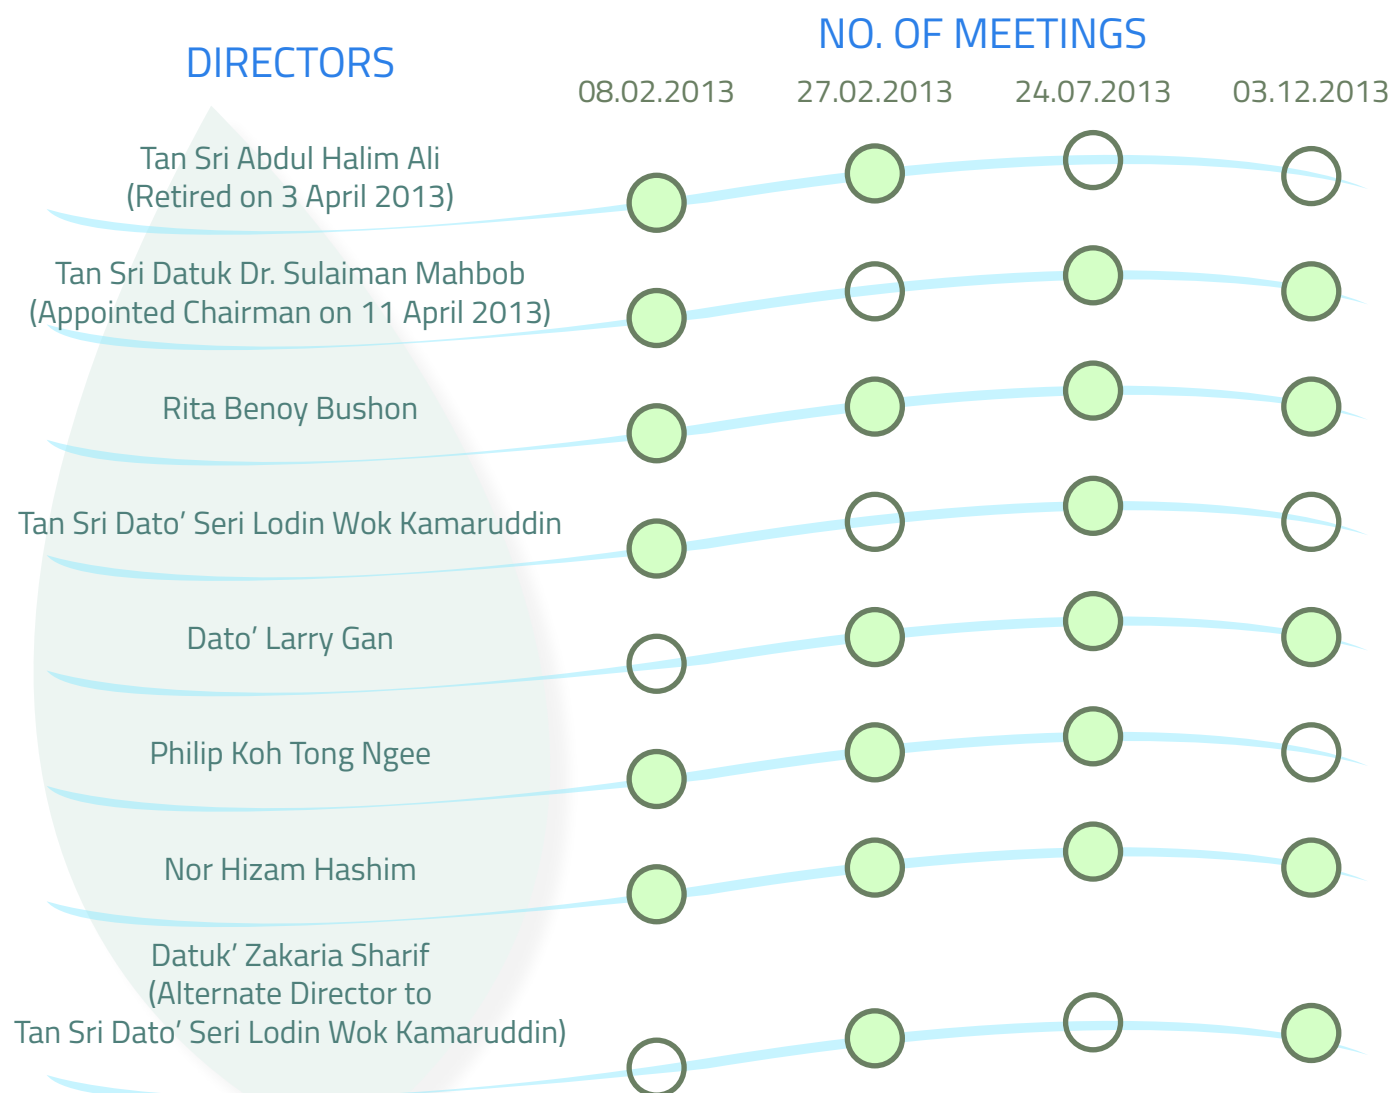 NO. OF MEETINGS
DIRECTORS
08.02.2013 27.02.2013 24.07.2013 03.12.2013
Tan Sri Abdul Halim Ali
(Retired on 3 April 2013)
Tan Sri Datuk Dr. Sulaiman Mahbob
(Appointed Chairman on 11 April 2013)
Rita Benoy Bushon
Tan Sri Dato’ Seri Lodin Wok Kamaruddin
Dato’ Larry Gan
Philip Koh Tong Ngee
Nor Hizam Hashim
Datuk’ Zakaria Sharif
(Alternate Director to
Tan Sri Dato’ Seri Lodin Wok Kamaruddin)